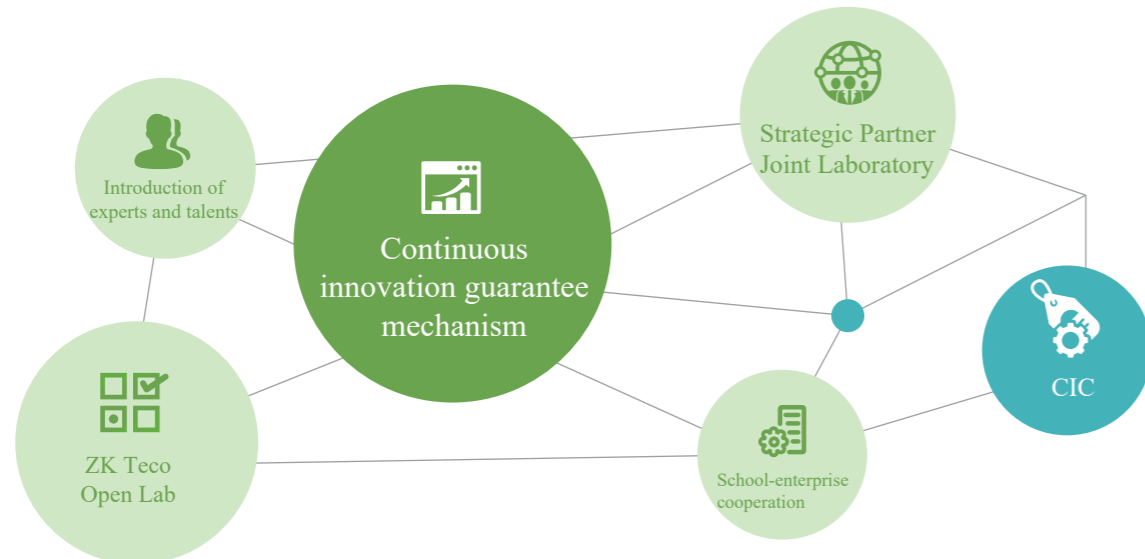 Introduction of
experts and talents
Continuous
innovation guarantee
mechanism
Strategic Partner
Joint Laboratory
ZK Teco
Open Lab
School-enterprise
cooperation
CIC